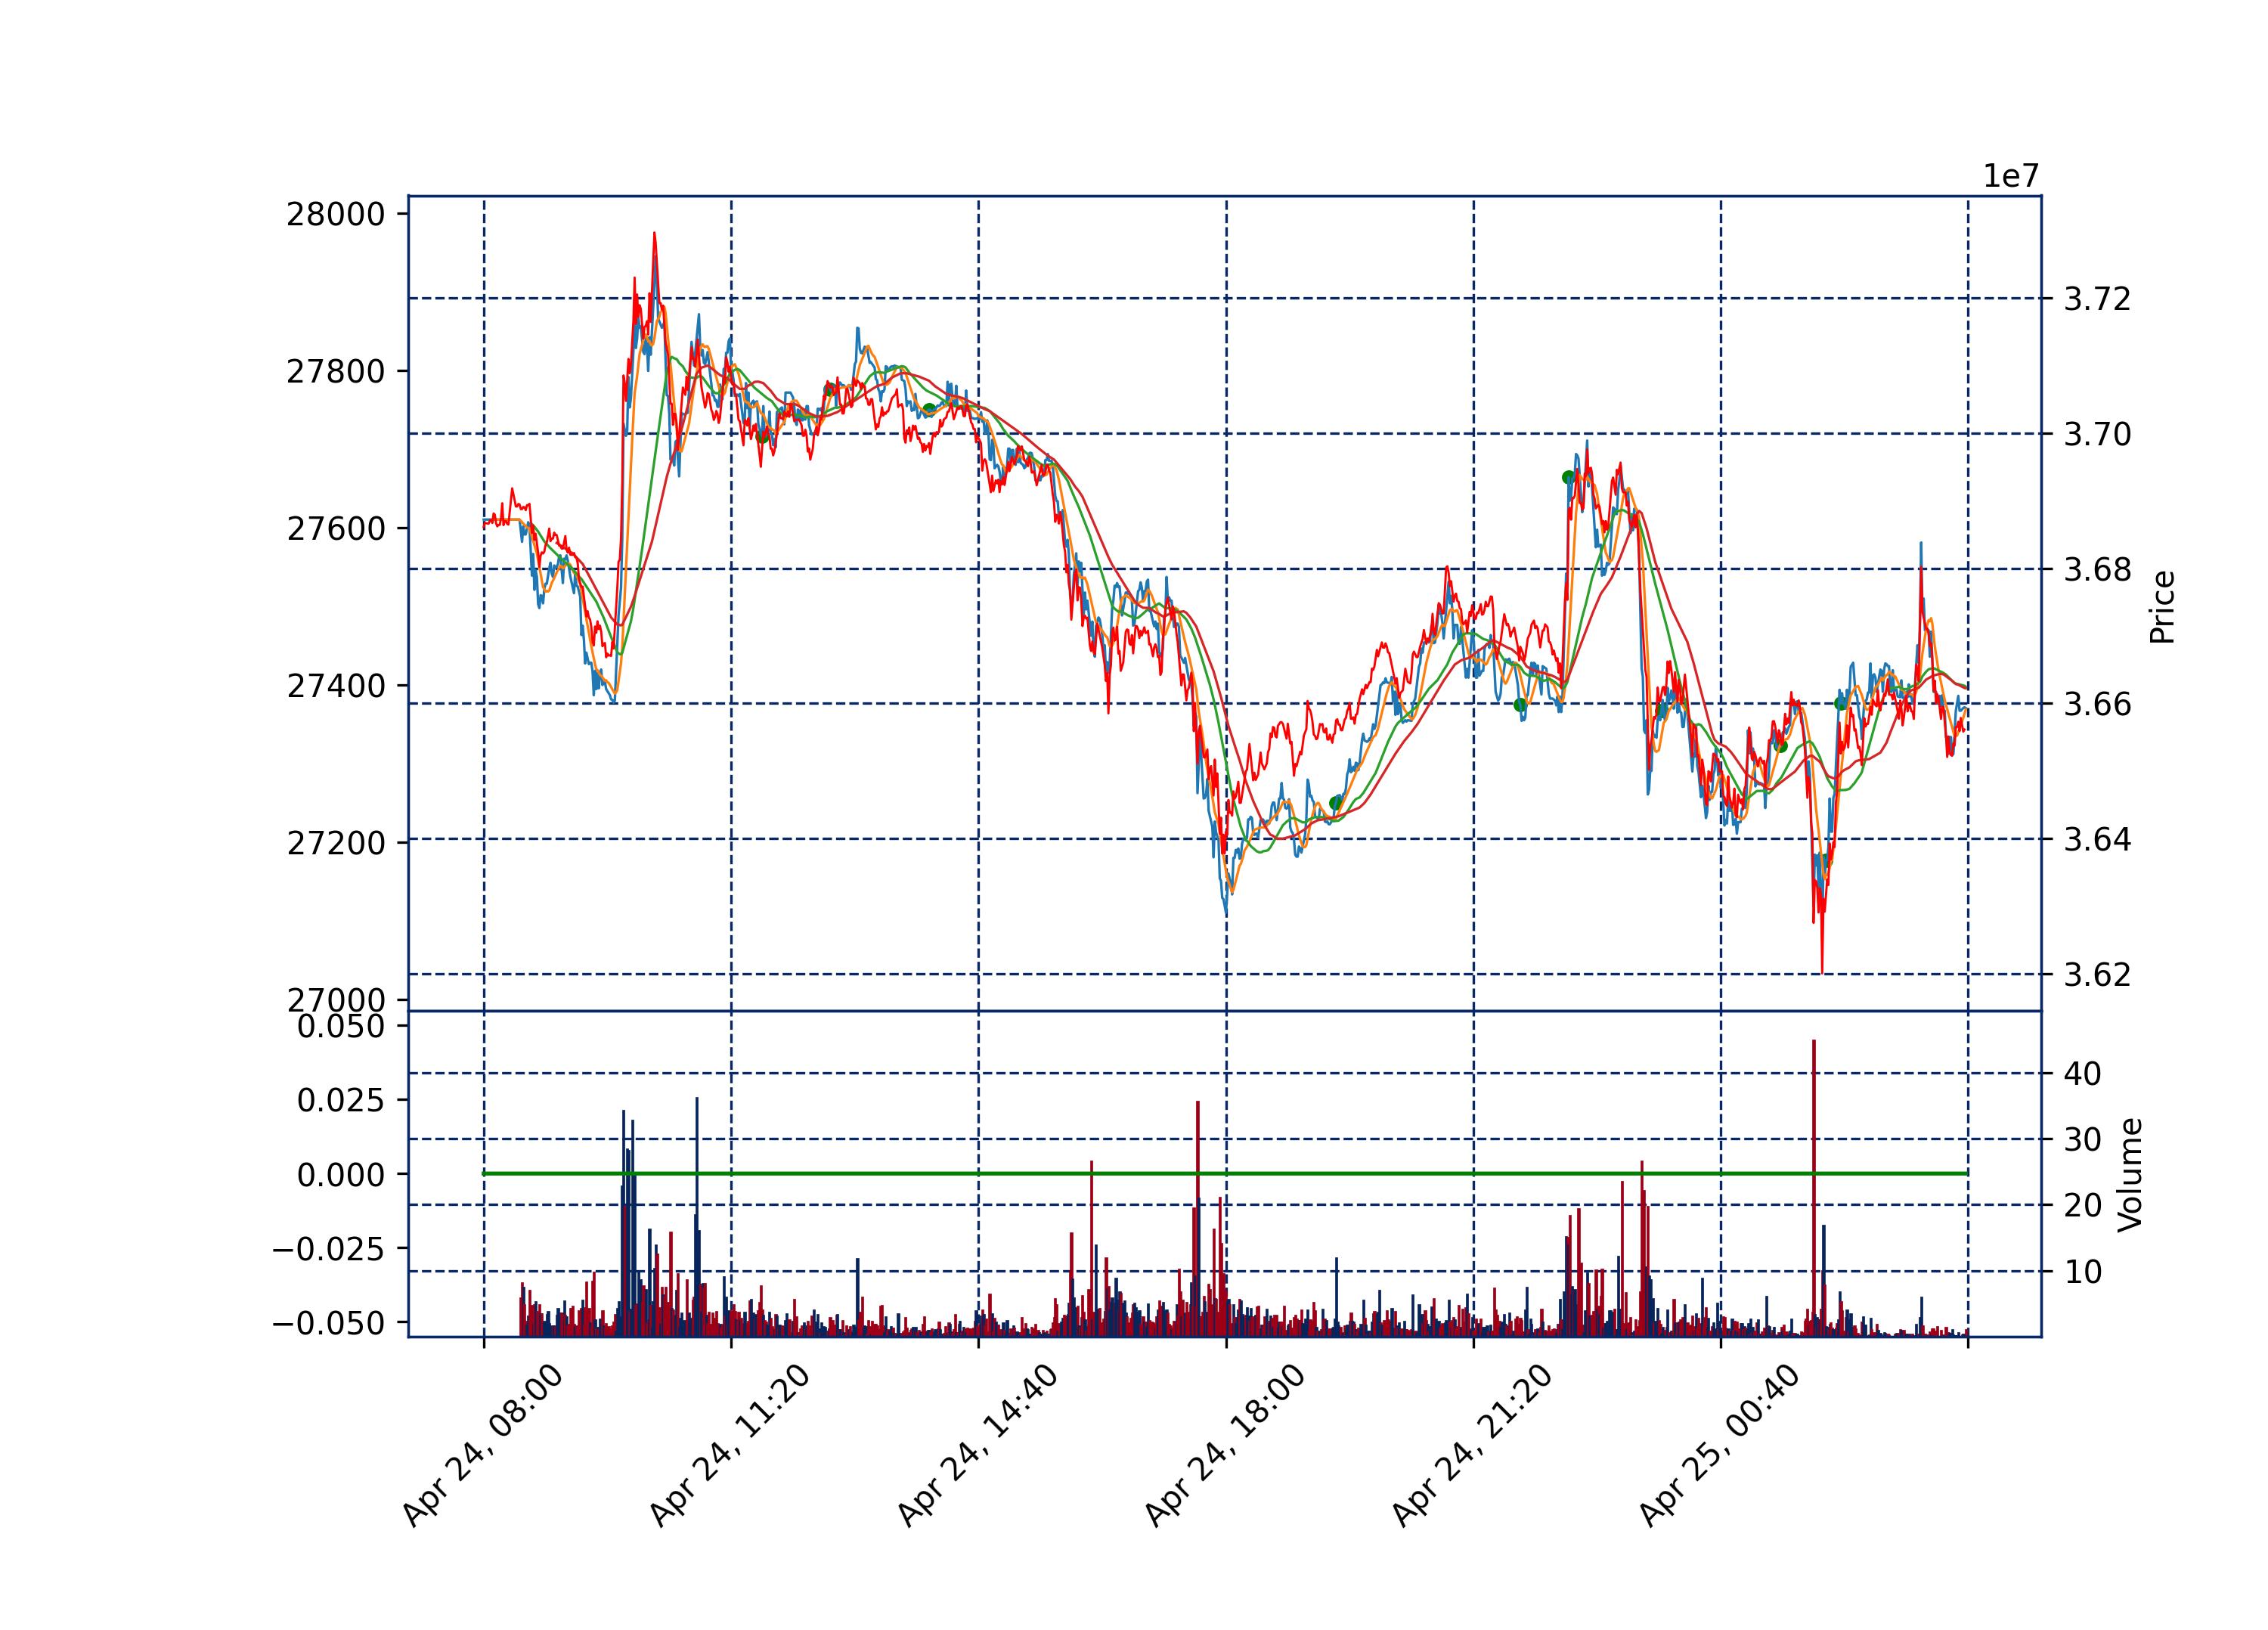 1e7
28000
27800
27600
27400
27200
27000
3.72
3.70
3.68
3.66
3.64
3.62
Price
0.050
0.025
0.000
−0.025
−0.050
40
30
20
10
Volume
Apr 24, 08:00
Apr 24, 11:20
Apr 24, 14:40
Apr 24, 18:00
Apr 24, 21:20
Apr 25, 00:40